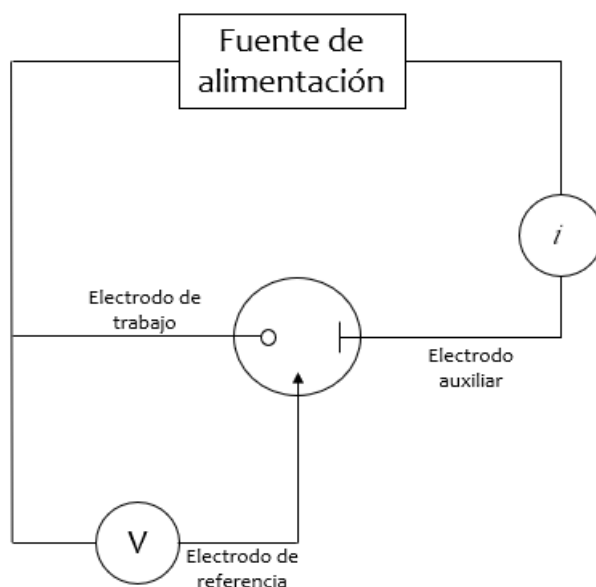 Fuente de
alimentación
i
Electrodo de
trabajo
Electrodo
auxiliar
V
Electrodo de
referencia